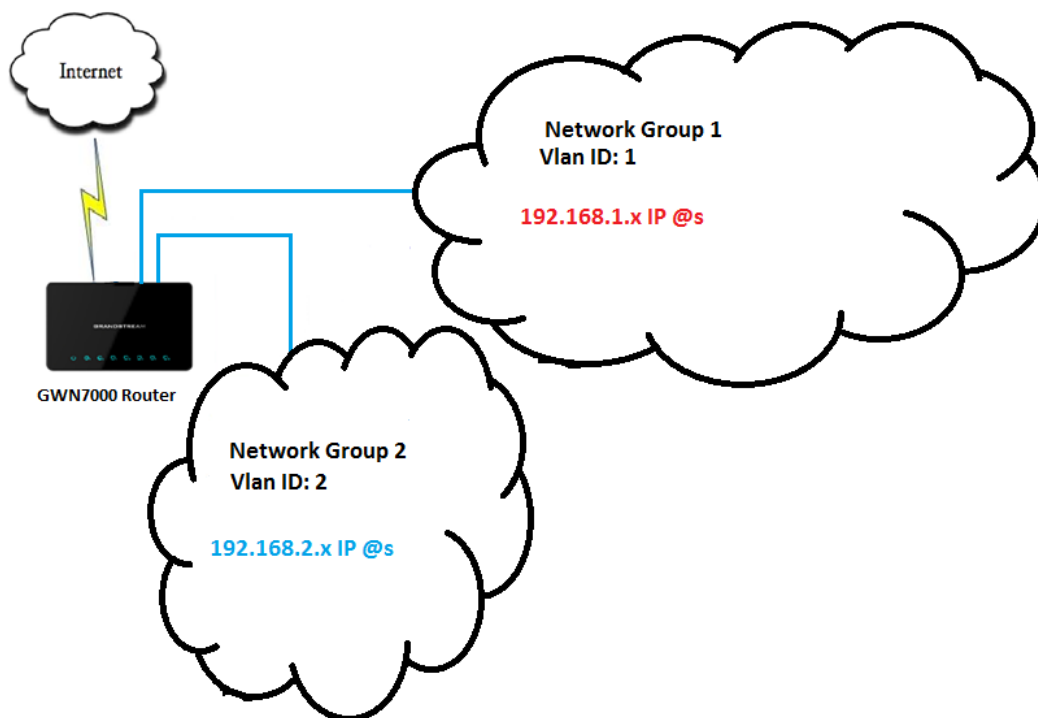 Internet
Network Group 1
Vlan ID: 1
192.168.1.x IP @s
GRANDSTREAM
GWN7000 Router
Network Group 2
Vlan ID: 2
192.168.2.x IP @s